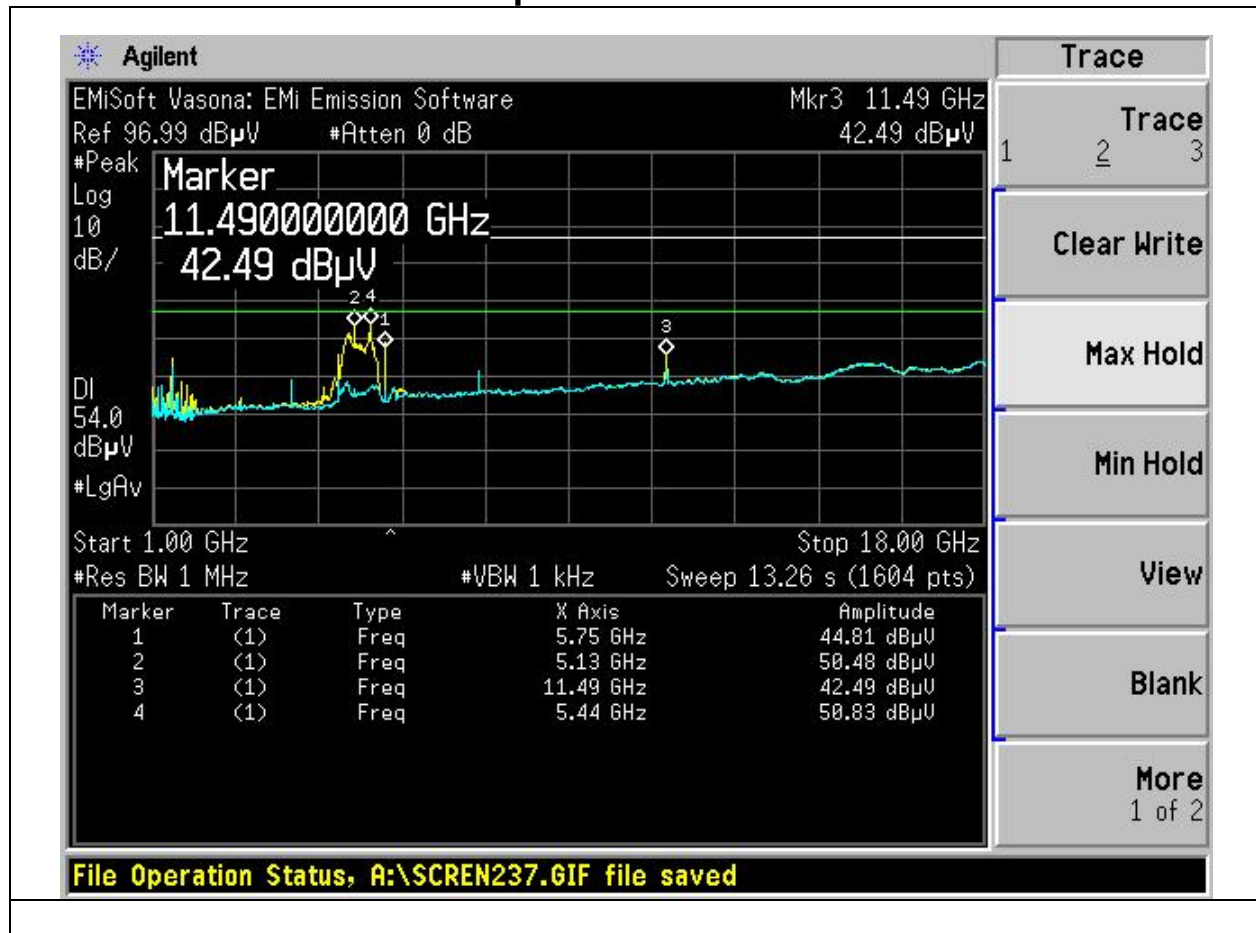 Agilent
Trace
EMiSoft Vasona: EMi Emission Software
Mkr3 11.49 GHz
Ref 96.99 dBµV #Atten 0 dB
42.49 dBµV
#Peak
Log
10
dB/
Marker
11.490000000 GHz
42.49 dBµV
2 4
1
3
DI
54.0
dBµV
#LgAv
Start 1.00 GHz
^
Stop 18.00 GHz
#Res BW 1 MHz
#VBW 1 kHz
Sweep 13.26 s (1604 pts)
Marker Trace Type X Axis Amplitude
1 (1) Freq 5.75 GHz 44.81 dBµV
2 (1) Freq 5.13 GHz 50.48 dBµV
3 (1) Freq 11.49 GHz 42.49 dBµV
4 (1) Freq 5.44 GHz 50.83 dBµV
Trace
1 2 3
Clear Write
Max Hold
Min Hold
View
Blank
More
1 of 2
File Operation Status, A:\SCREN237.GIF file saved